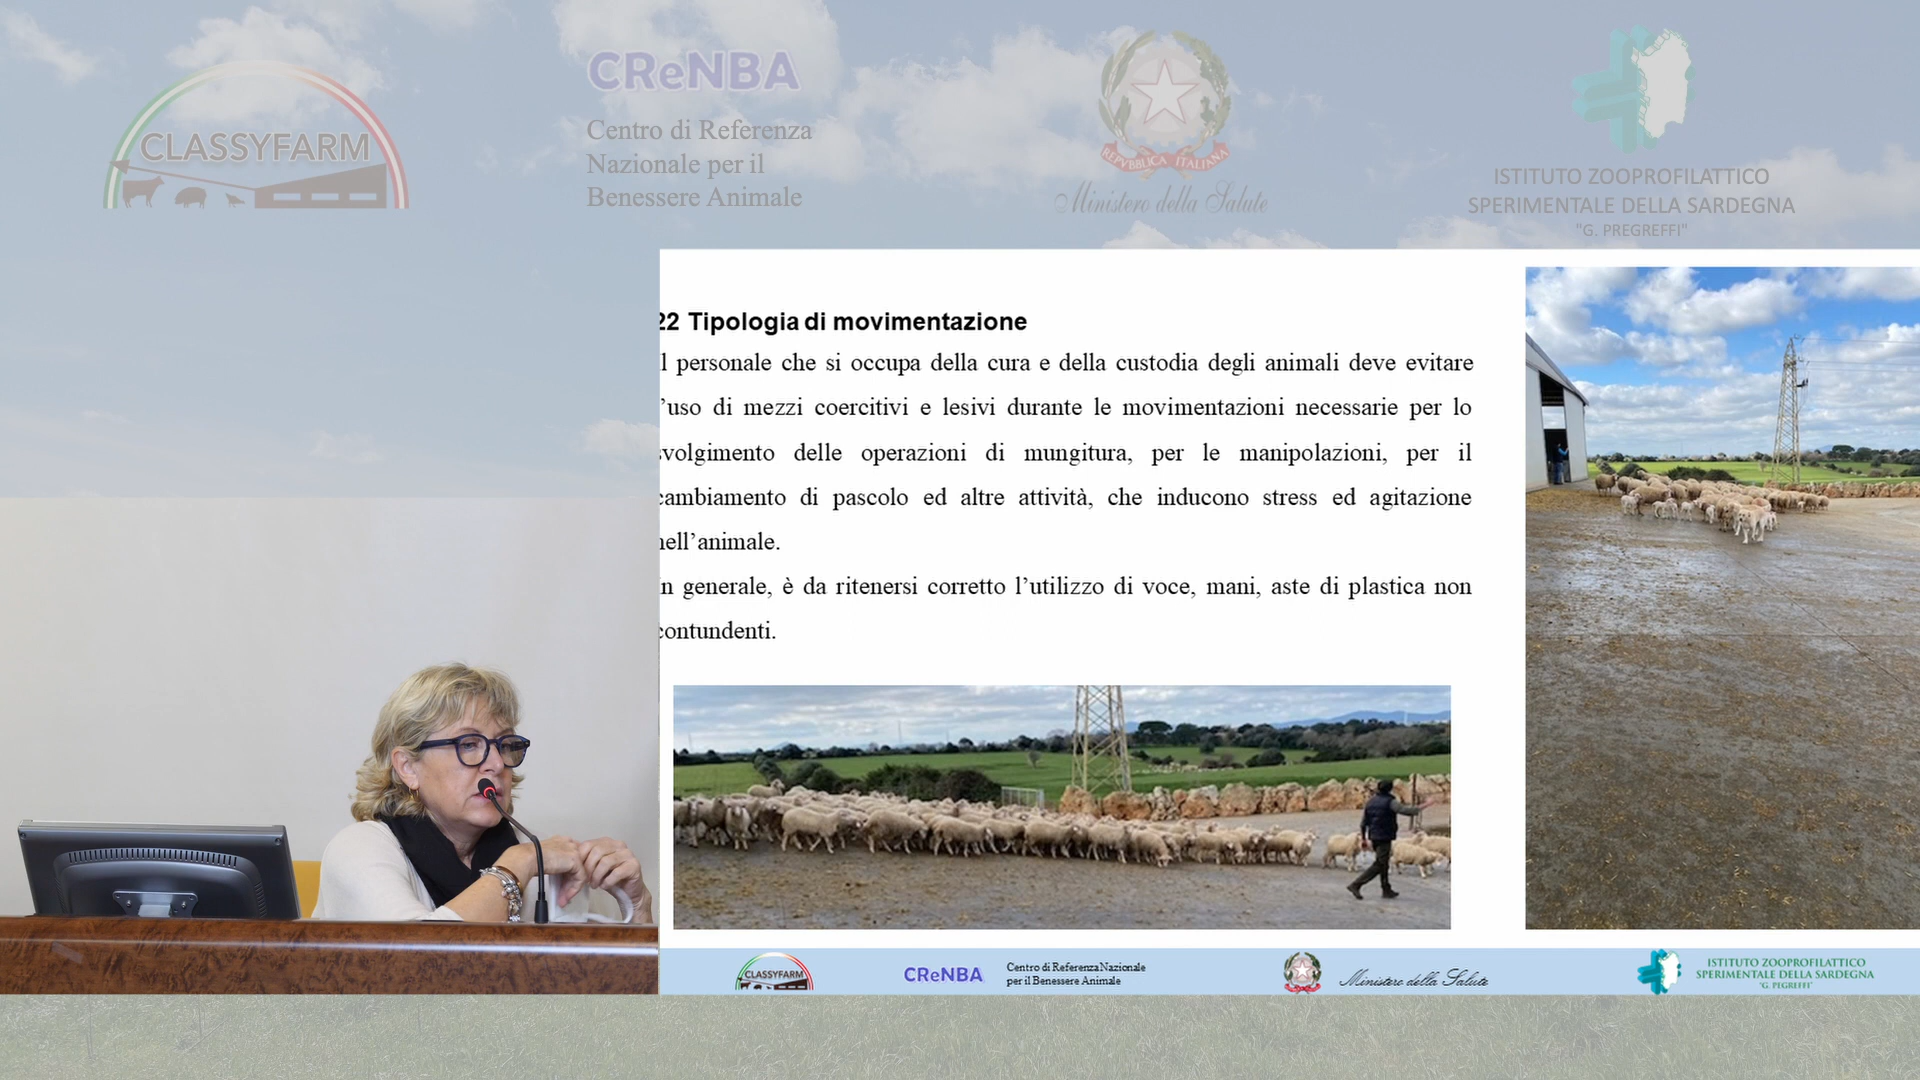 CLASSYFARM
CReNBA
Centro di Referenza
Nazionale per il
Benessere Animale
REPVBBLICA ITALIANA
Ministero della Salute
ISTITUTO ZOOPROFILATTICO
SPERIMENTALE DELLA SARDEGNA
"G. PREGREFFI"
22 Tipologia di movimentazione
l personale che si occupa della cura e della custodia degli animali deve evitare
’uso di mezzi coercitivi e lesivi durante le movimentazioni necessarie per lo
svolgimento delle operazioni di mungitura, per le manipolazioni, per il
cambiamento di pascolo ed altre attività, che inducono stress ed agitazione
nell’animale.
n generale, è da ritenersi corretto l’utilizzo di voce, mani, aste di plastica non
contundenti.
CLASSYFARM
CReNBA
Centro di Referenza Nazionale
per il Benessere Animale
Ministero della Salute
ISTITUTO ZOOPROFILATTICO
SPERIMENTALE DELLA SARDEGNA
"G. PEGREFFI"